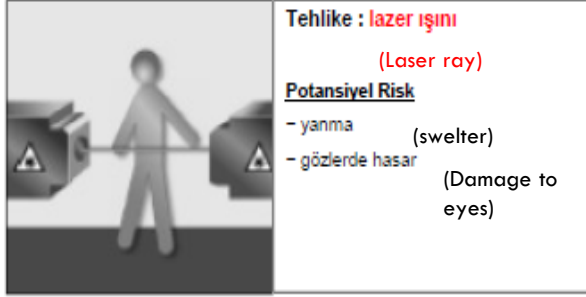 Tehlike : lazer ışını
(Laser ray)
Potansiyel Risk
- yanma
(swelter)
- gözlerde hasar
(Damage to
eyes)